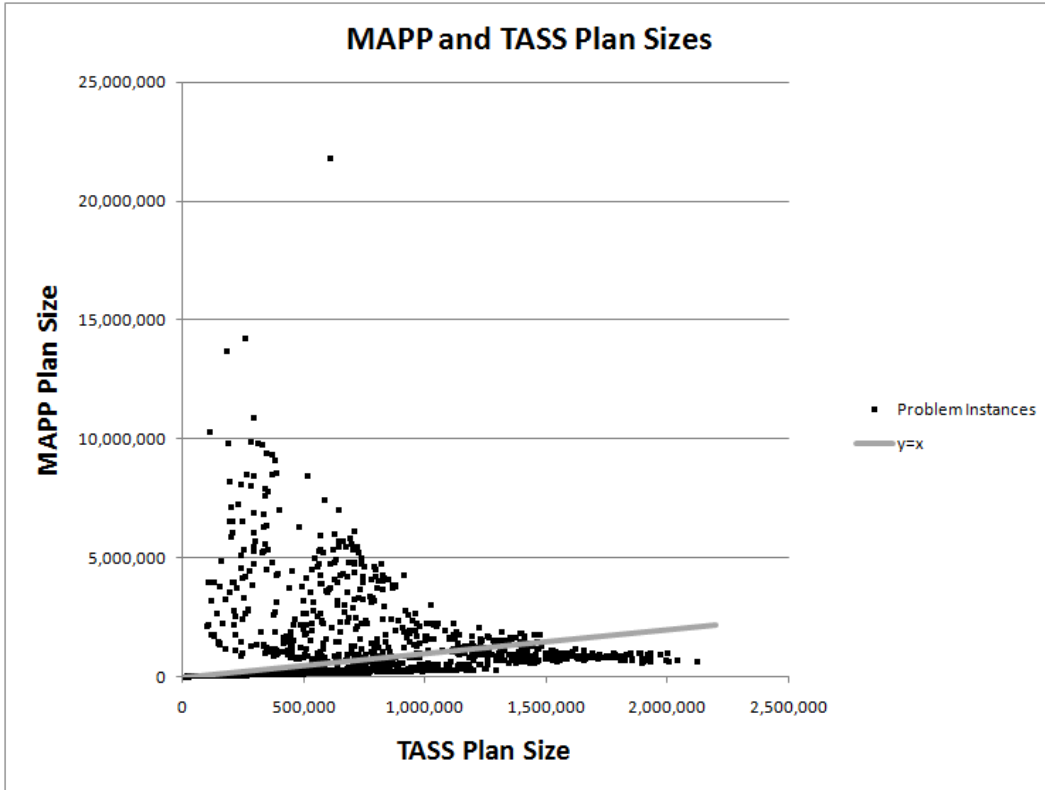 MAPP and TASS Plan Sizes
25,000,000
20,000,000
15,000,000
10,000,000
5,000,000
0
MAPP Plan Size
0
500,000
1,000,000
1,500,000
2,000,000
2,500,000
TASS Plan Size
Problem Instances
y=x